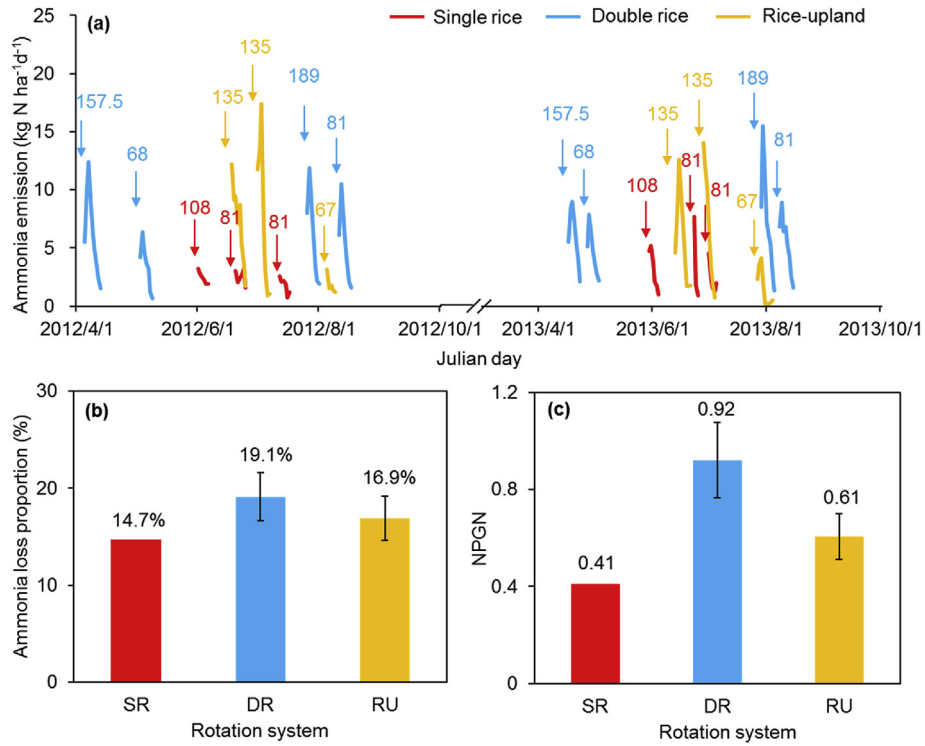 (a)
Single rice
Double rice
Rice-upland
Ammonia emission (kg N ha⁻¹d⁻¹)
25
20
15
10
5
0
157.5
68
108
81
135
135
81
189
67
81
157.5
68
108
135
81
135
81
67
189
81
2012/4/1
2012/6/1
2012/8/1
2012/10/1
2013/4/1
2013/6/1
2013/8/1
2013/10/1
Julian day
(b)
Ammonia loss proportion (%)
30
20
10
0
14.7%
19.1%
16.9%
SR
DR
RU
Rotation system
(c)
NPGN
1.2
0.8
0.4
0
0.41
0.92
0.61
SR
DR
RU
Rotation system